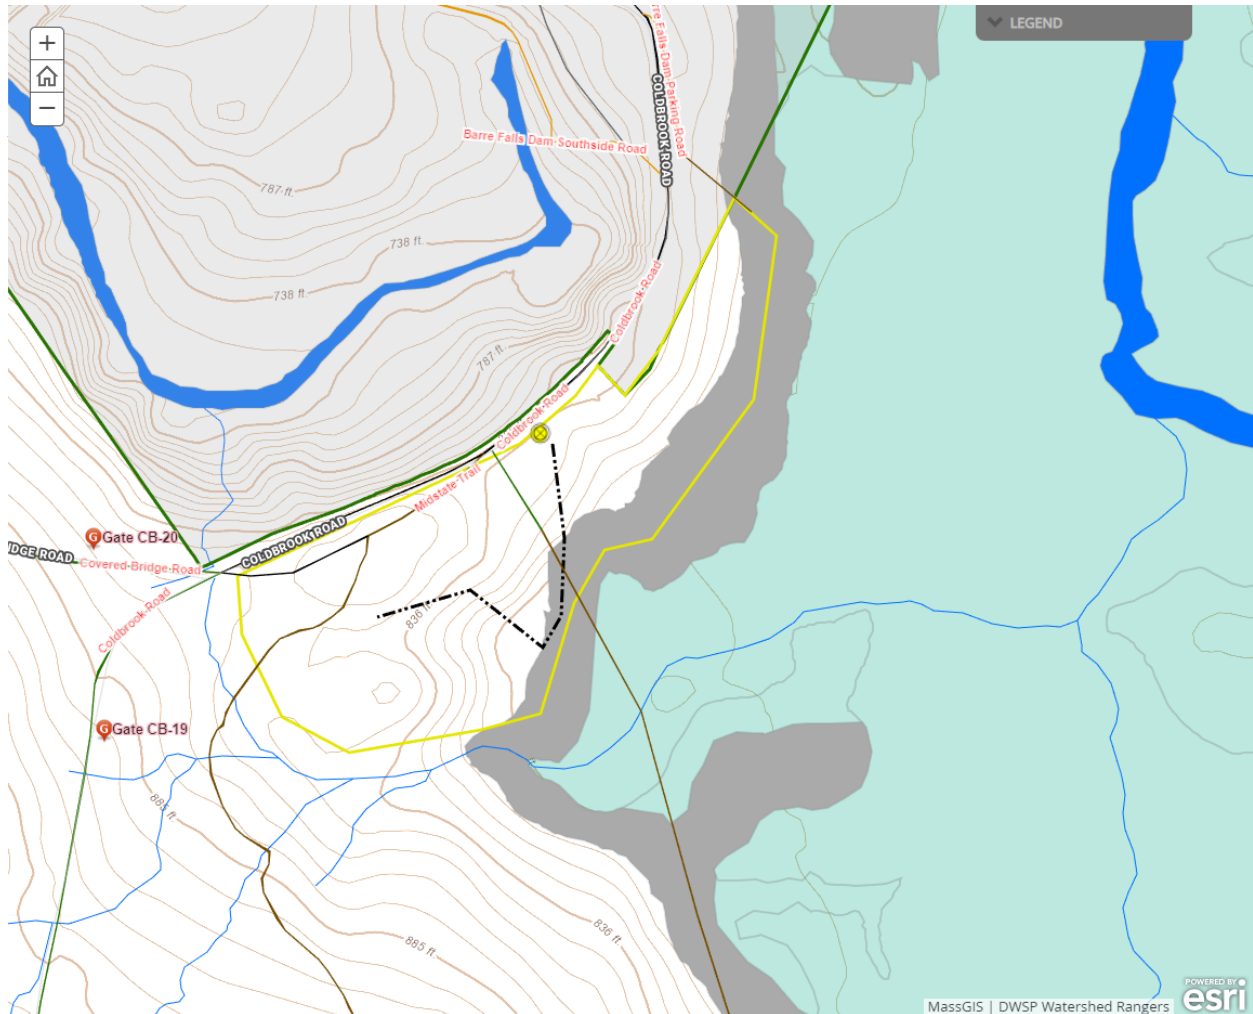 LEGEND
+
−
Barre Falls Dam Parking Road
COLDBROOK ROAD
Barre Falls Dam Southside Road
787 ft.
738 ft.
738 ft.
Coldbrook Road
787 ft.
Coldbrook Road
Midstate Trail
COLDBROOK ROAD
G
Gate CB-20
IDGE ROAD
Covered Bridge Road
Coldbrook Road
836 ft.
G
Gate CB-19
885 ft.
836 ft.
885 ft.
POWERED BY
esri
MassGIS | DWSP Watershed Rangers